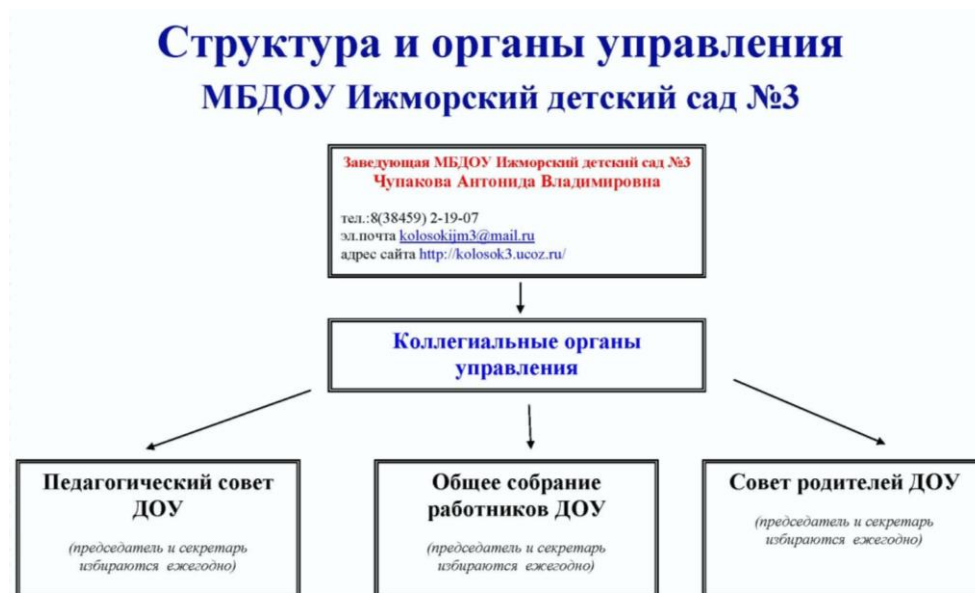 Структура и органы управления
МБДОУ Ижморский детский сад №3
Заведующая МБДОУ Ижморский детский сад №3
Чупакова Антонида Владимировна
тел.:8(38459) 2-19-07
эл.почта kolosokijm3@mail.ru
адрес сайта http://kolosok3.ucoz.ru/
Коллегиальные органы
управления
Педагогический совет
ДОУ
(председатель и секретарь
избираются ежегодно)
Общее собрание
работников ДОУ
(председатель и секретарь
избираются ежегодно)
Совет родителей ДОУ
(председатель и секретарь
избираются ежегодно)